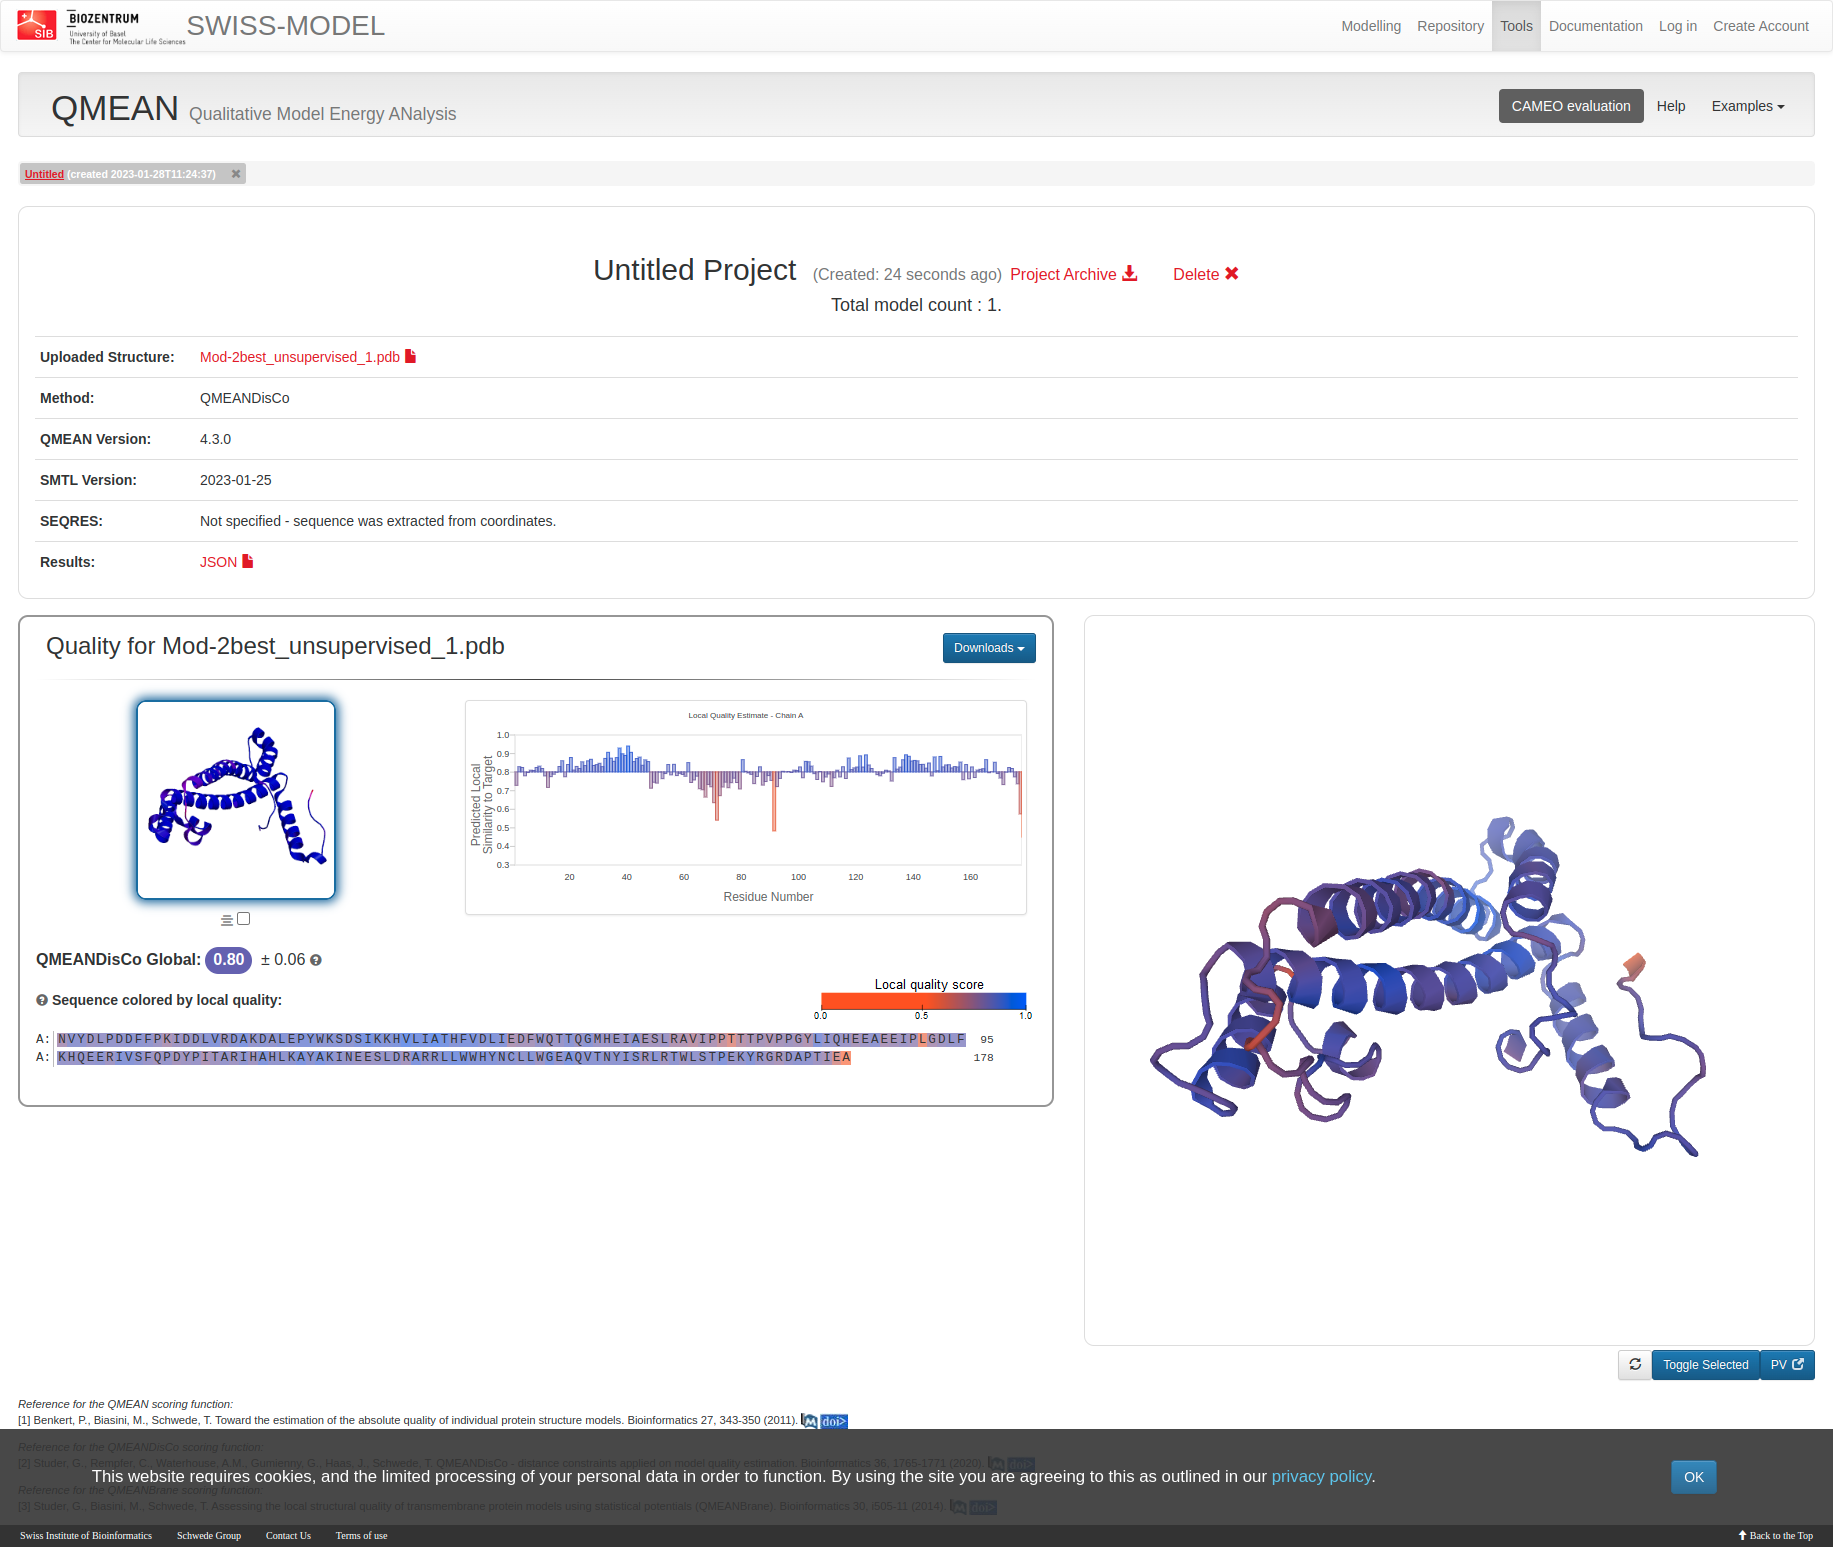 SIB
BIOZENTRUM
University of Basel
The Center for Molecular Life Sciences
SWISS-MODEL
Modelling Repository Tools Documentation Log in Create Account
QMEAN Qualitative Model Energy ANalysis
CAMEO evaluation Help Examples
Untitled (created 2023-01-28T11:24:37)
Untitled Project (Created: 24 seconds ago) Project Archive Delete
Total model count : 1.
Uploaded Structure: Mod-2best_unsupervised_1.pdb
Method: QMEANDisCo
QMEAN Version: 4.3.0
SMTL Version: 2023-01-25
SEQRES: Not specified - sequence was extracted from coordinates.
Results: JSON
Quality for Mod-2best_unsupervised_1.pdb
Downloads
Local Quality Estimate - Chain A
Predicted Local
Similarity to Target
1.0
0.9
0.8
0.7
0.6
0.5
0.4
0.3
20 40 60 80 100 120 140 160
Residue Number
QMEANDisCo Global: 0.80 ± 0.06
Sequence colored by local quality:
Local quality score
0.0 0.5 1.0
A: NVYDLPDDFFPKIDDLVRDAKDALEPYWKSDSIKKHVLIATHFVDLIEDFWQTTQGMHEIAESLRAVIPPTTTPVPPGYLIQHEEAEEIPLGDLF 95
A: KHQEERIVSFQPDYPITARIHAHLKAYAKINEESLDRARRLLWWHYNCLLWGEAQVTNYISRLRTWLSTPEKYRGRDAPTIEA 178
Toggle Selected PV
Reference for the QMEAN scoring function:
[1] Benkert, P., Biasini, M., Schwede, T. Toward the estimation of the absolute quality of individual protein structure models. Bioinformatics 27, 343-350 (2011). M doi>
Reference for the QMEANDisCo scoring function:
[2] Studer, G., Rempfer, C., Waterhouse, A.M., Gumienny, G., Haas, J., Schwede, T. QMEANDisCo - distance constraints applied on model quality estimation. Bioinformatics 36, 1765-1771 (2020). M doi>
This website requires cookies, and the limited processing of your personal data in order to function. By using the site you are agreeing to this as outlined in our privacy policy.
OK
Reference for the QMEANBrane scoring function:
[3] Studer, G., Biasini, M., Schwede, T. Assessing the local structural quality of transmembrane protein models using statistical potentials (QMEANBrane). Bioinformatics 30, i505-11 (2014). M doi>
Swiss Institute of Bioinformatics Schwede Group Contact Us Terms of use Back to the Top